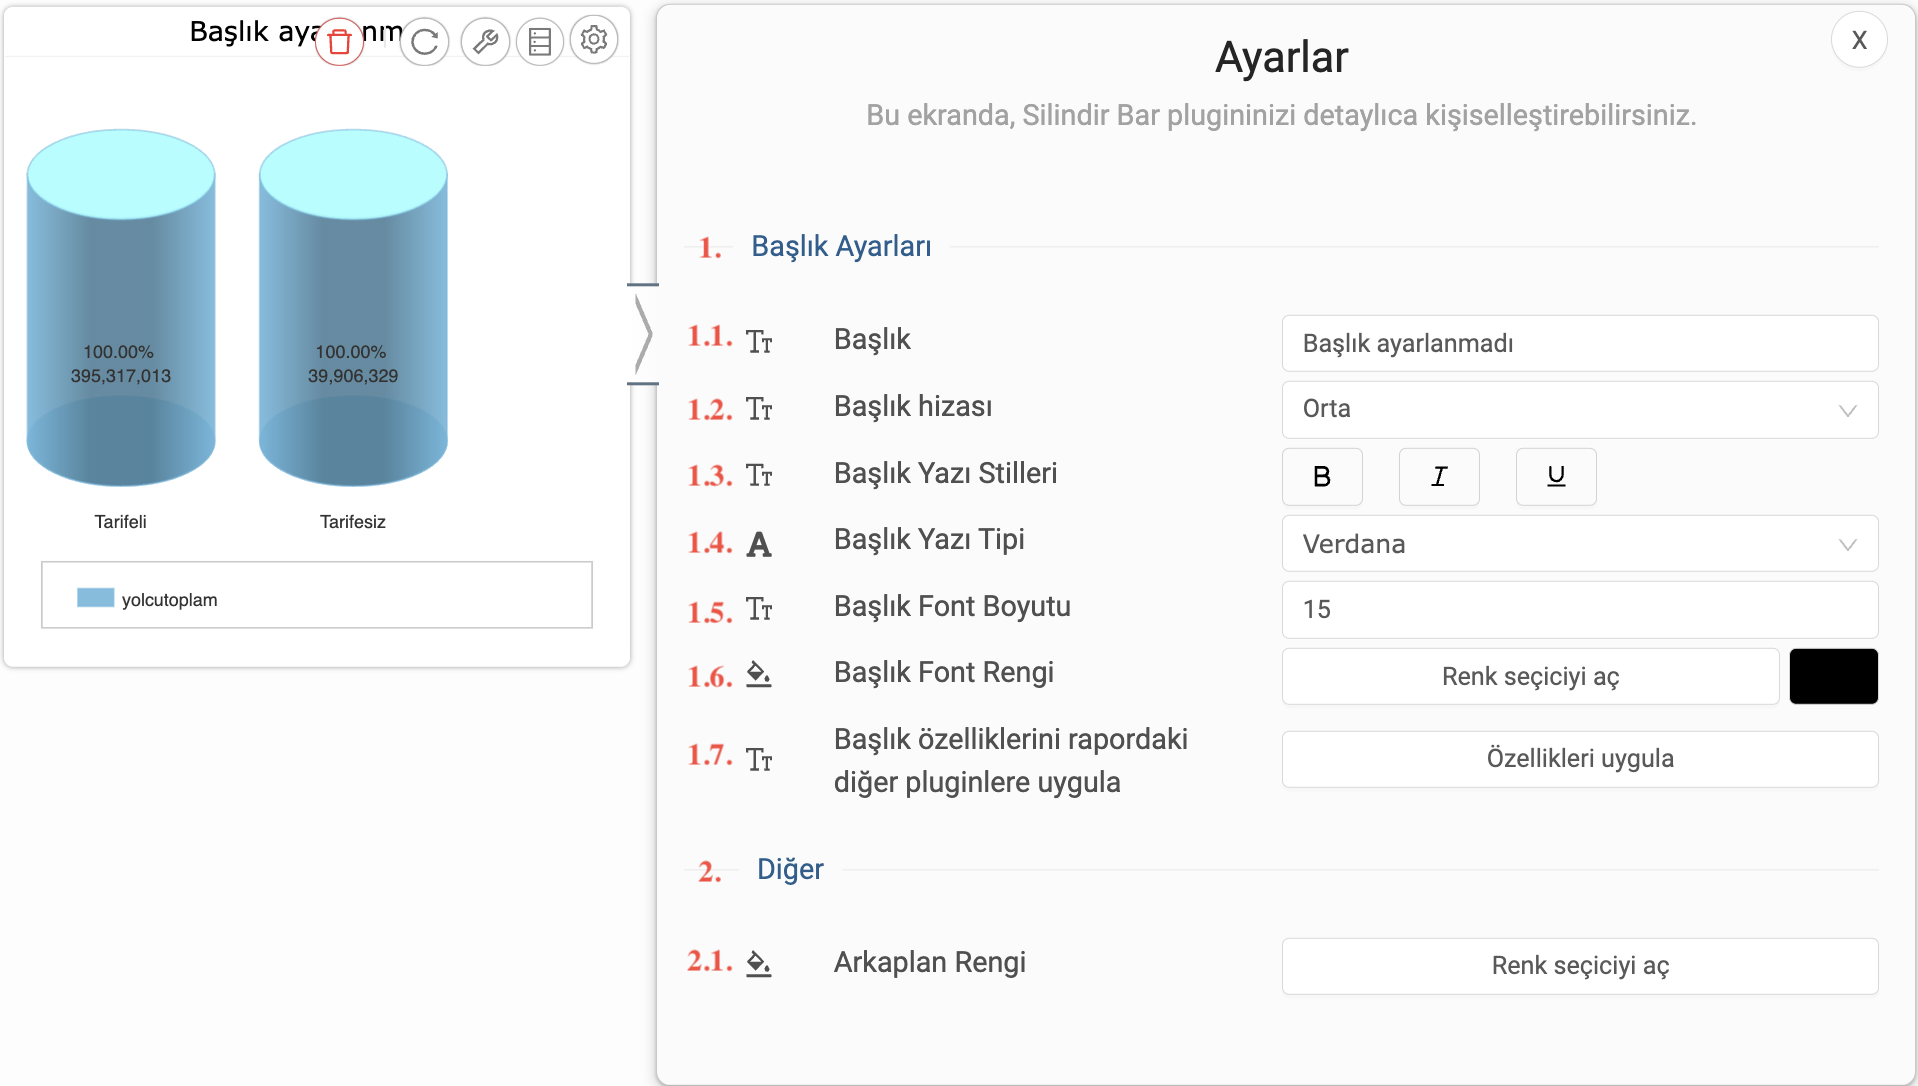 Başlık aya nm
100.00%
395,317,013
100.00%
39,906,329
Tarifeli
Tarifesiz
yolcutoplam
X
Ayarlar
Bu ekranda, Silindir Bar plugininizi detaylıca kişiselleştirebilirsiniz.
1. Başlık Ayarları
1.1. Tт Başlık Başlık ayarlanmadı
1.2. Tт Başlık hizası Orta
1.3. Tт Başlık Yazı Stilleri B I U
1.4. A Başlık Yazı Tipi Verdana
1.5. Tт Başlık Font Boyutu 15
1.6. Başlık Font Rengi Renk seçiciyi aç
1.7. Tт Başlık özelliklerini rapordaki
diğer pluginlere uygula
Özellikleri uygula
2. Diğer
2.1. Arkaplan Rengi Renk seçiciyi aç